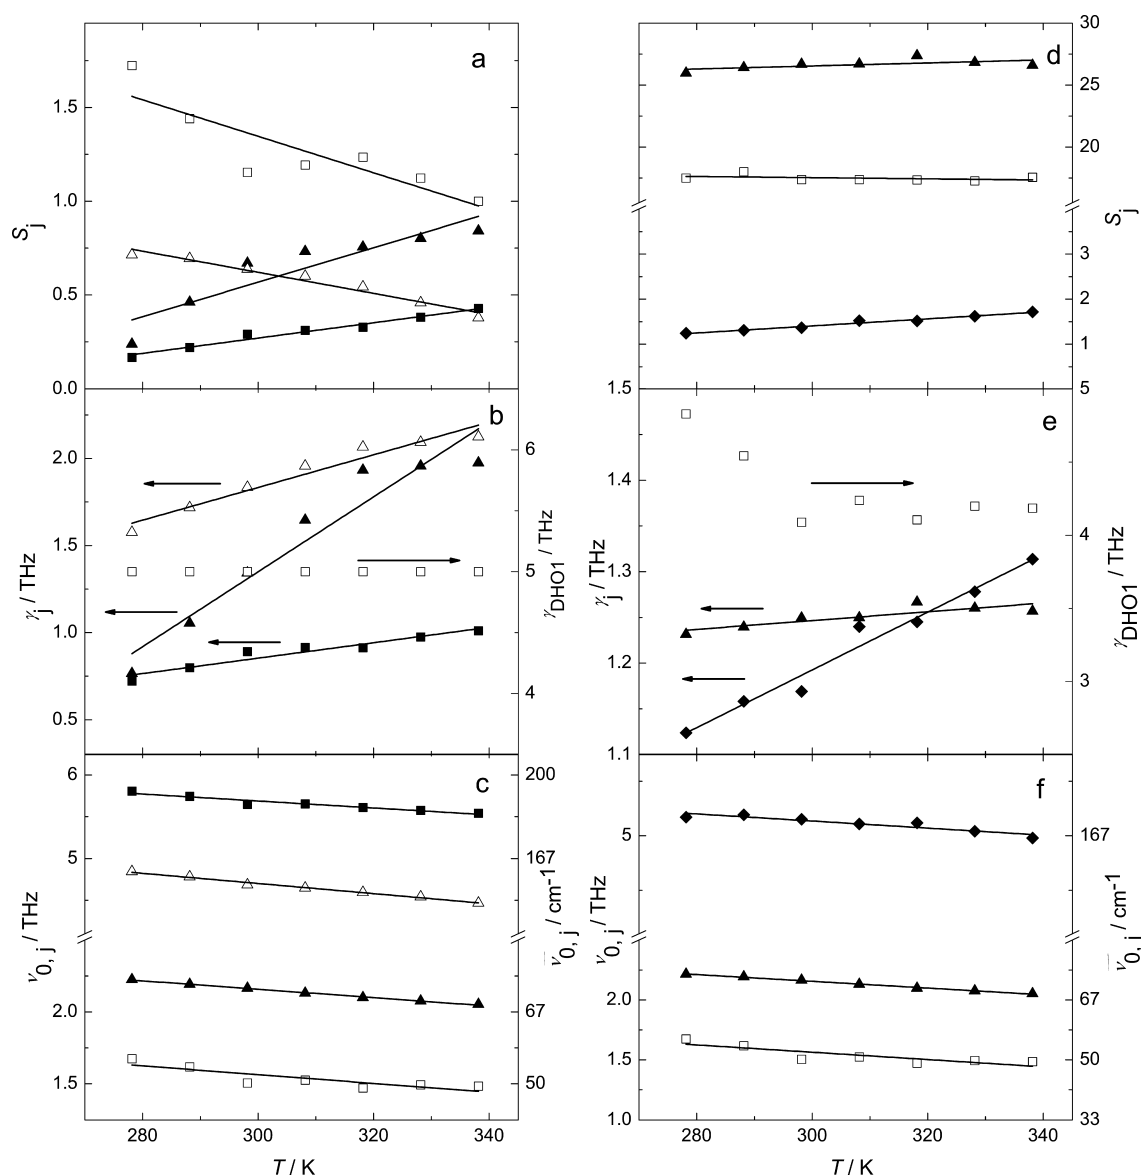 a
1.5
1.0
0.5
0.0
S_j
d
30
25
20
5
4
3
2
1
S_j
b
2.0
1.5
1.0
0.5
γ_j / THz
6
5
4
γ_DHO1 / THz
e
1.5
1.4
1.3
1.2
1.1
γ_j / THz
5
4
3
γ_DHO1 / THz
c
6
5
2.0
1.5
ν_0, j / THz
200
167
67
50
ν̅_0, j / cm⁻¹
f
5
2.0
1.5
1.0
ν_0, j / THz
167
67
50
33
ν̅_0, j / cm⁻¹
280 300 320 340
T / K
280 300 320 340
T / K